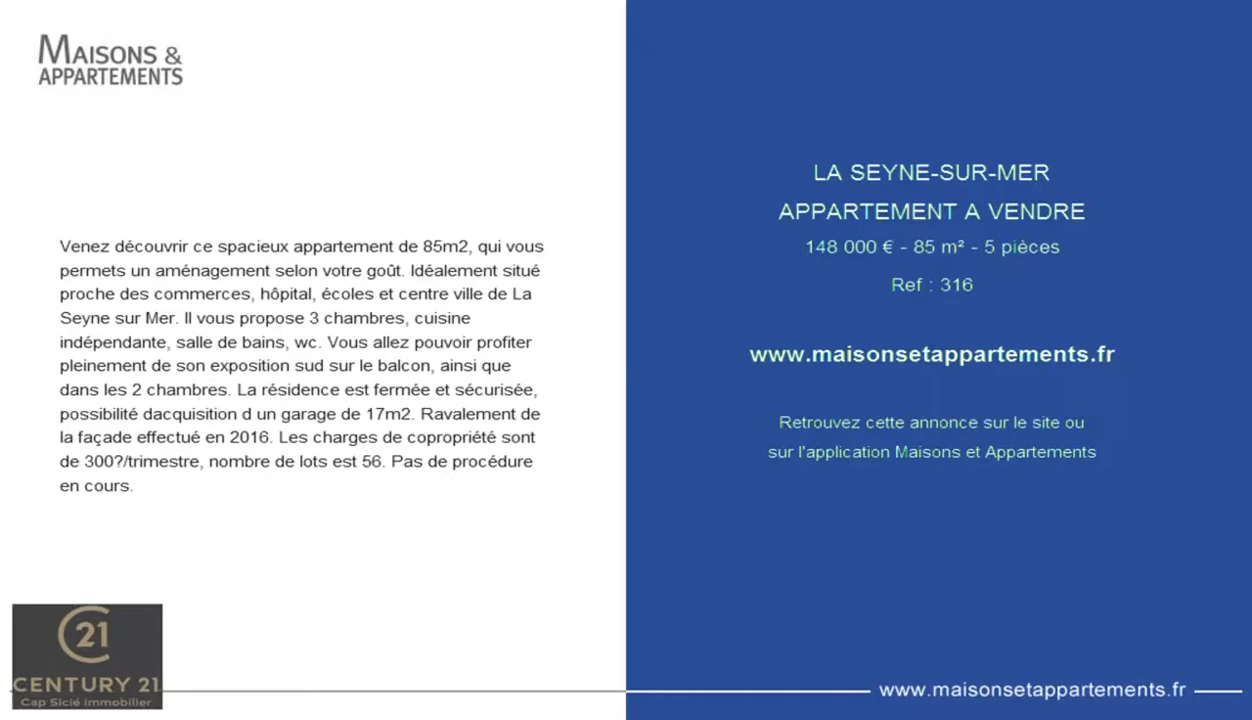 MAISONS &
APPARTEMENTS
Venez découvrir ce spacieux appartement de 85m2, qui vous
permets un aménagement selon votre goût. Idéalement situé
proche des commerces, hôpital, écoles et centre ville de La
Seyne sur Mer. Il vous propose 3 chambres, cuisine
indépendante, salle de bains, wc. Vous allez pouvoir profiter
pleinement de son exposition sud sur le balcon, ainsi que
dans les 2 chambres. La résidence est fermée et sécurisée,
possibilité dacquisition d un garage de 17m2. Ravalement de
la façade effectué en 2016. Les charges de copropriété sont
de 300?/trimestre, nombre de lots est 56. Pas de procédure
en cours.
21
CENTURY 21
Cap Sicié Immobilier
LA SEYNE-SUR-MER
APPARTEMENT A VENDRE
148 000 € - 85 m² - 5 pièces
Ref : 316
www.maisonsetappartements.fr
Retrouvez cette annonce sur le site ou
sur l'application Maisons et Appartements
www.maisonsetappartements.fr